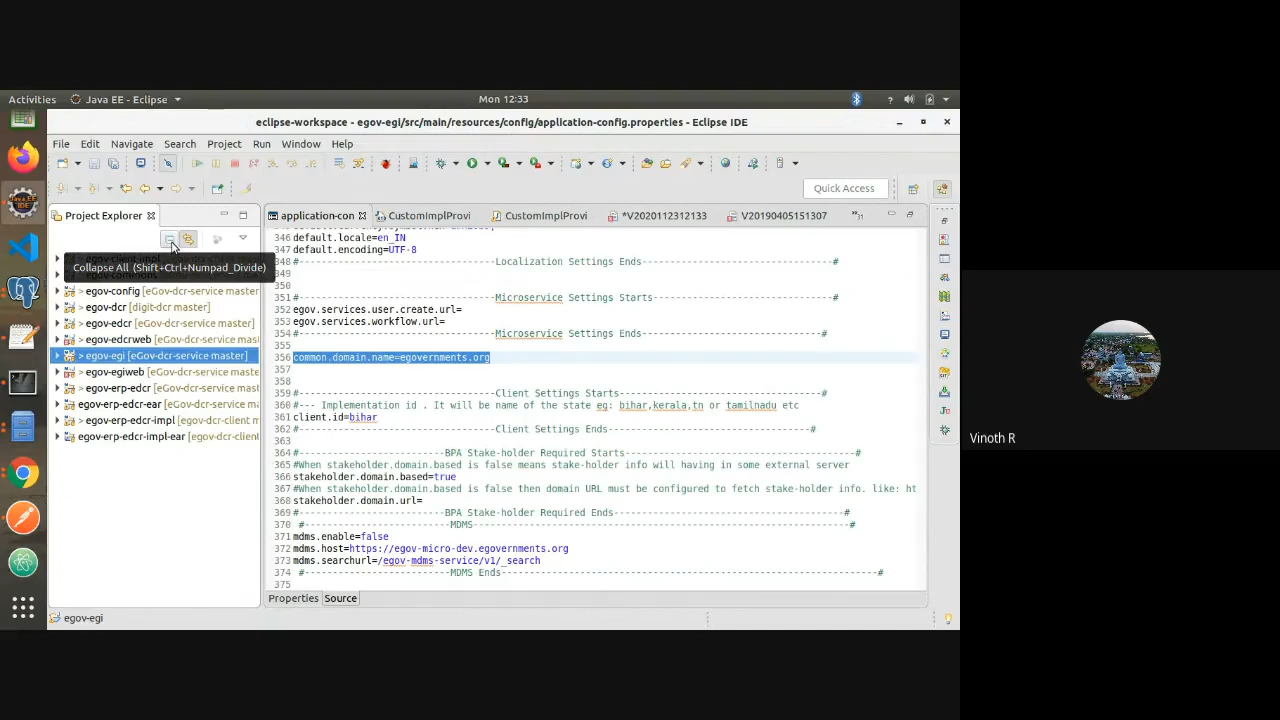 Activities
Java EE - Eclipse
Mon 12:33
?
eclipse-workspace - egov-egi/src/main/resources/config/application-config.properties - Eclipse IDE
File Edit Navigate Search Project Run Window Help
Quick Access
Project Explorer
application-con
CustomImplProvi
CustomImplProvi
*V2020112312133
V20190405151307
Collapse All (Shift+Ctrl+Numpad_Divide)
> egov-config [eGov-dcr-service master
> egov-dcr [digit-dcr master]
> egov-edcr [eGov-dcr-service master]
> egov-edcrweb [eGov-dcr-service mas
> egov-egi [eGov-dcr-service master]
> egov-egiweb [eGov-dcr-service maste
> egov-erp-edcr [eGov-dcr-service mas
egov-erp-edcr-ear [eGov-dcr-service ma
> egov-erp-edcr-impl [egov-dcr-client m
egov-erp-edcr-impl-ear [egov-dcr-client
346 default.locale=en_IN
347 default.encoding=UTF-8
348 #-----------------------------Localization Settings Ends---------------------------#
349
350
351 #-----------------------------Microservice Settings Starts-------------------------#
352 egov.services.user.create.url=
353 egov.services.workflow.url=
354 #-----------------------------Microservice Settings Ends-------------------------#
355
356 common.domain.name=egovernments.org
357
358
359 #-----------------------------Client Settings Starts-----------------------------#
360 #--- Implementation id . It will be name of the state eg: bihar,kerala,tn or tamilnadu etc
361 client.id=bihar
362 #-----------------------------Client Settings Ends-----------------------------#
363
364 #------------------------BPA Stake-holder Required Starts--------------------------#
365 #When stakeholder.domain.based is false means stake-holder info will having in some external server
366 stakeholder.domain.based=true
367 #When stakeholder.domain.based is false then domain URL must be configured to fetch stake-holder info. like: ht
368 stakeholder.domain.url=
369 #------------------------BPA Stake-holder Required Ends--------------------------#
370 #------------------------MDMS--------------------------------------------------#
371 mdms.enable=false
372 mdms.host=https://egov-micro-dev.egovernments.org
373 mdms.searchurl=/egov-mdms-service/v1/_search
374 #------------------------MDMS Ends-------------------------------------------------#
375
Properties Source
egov-egi
Vinoth R